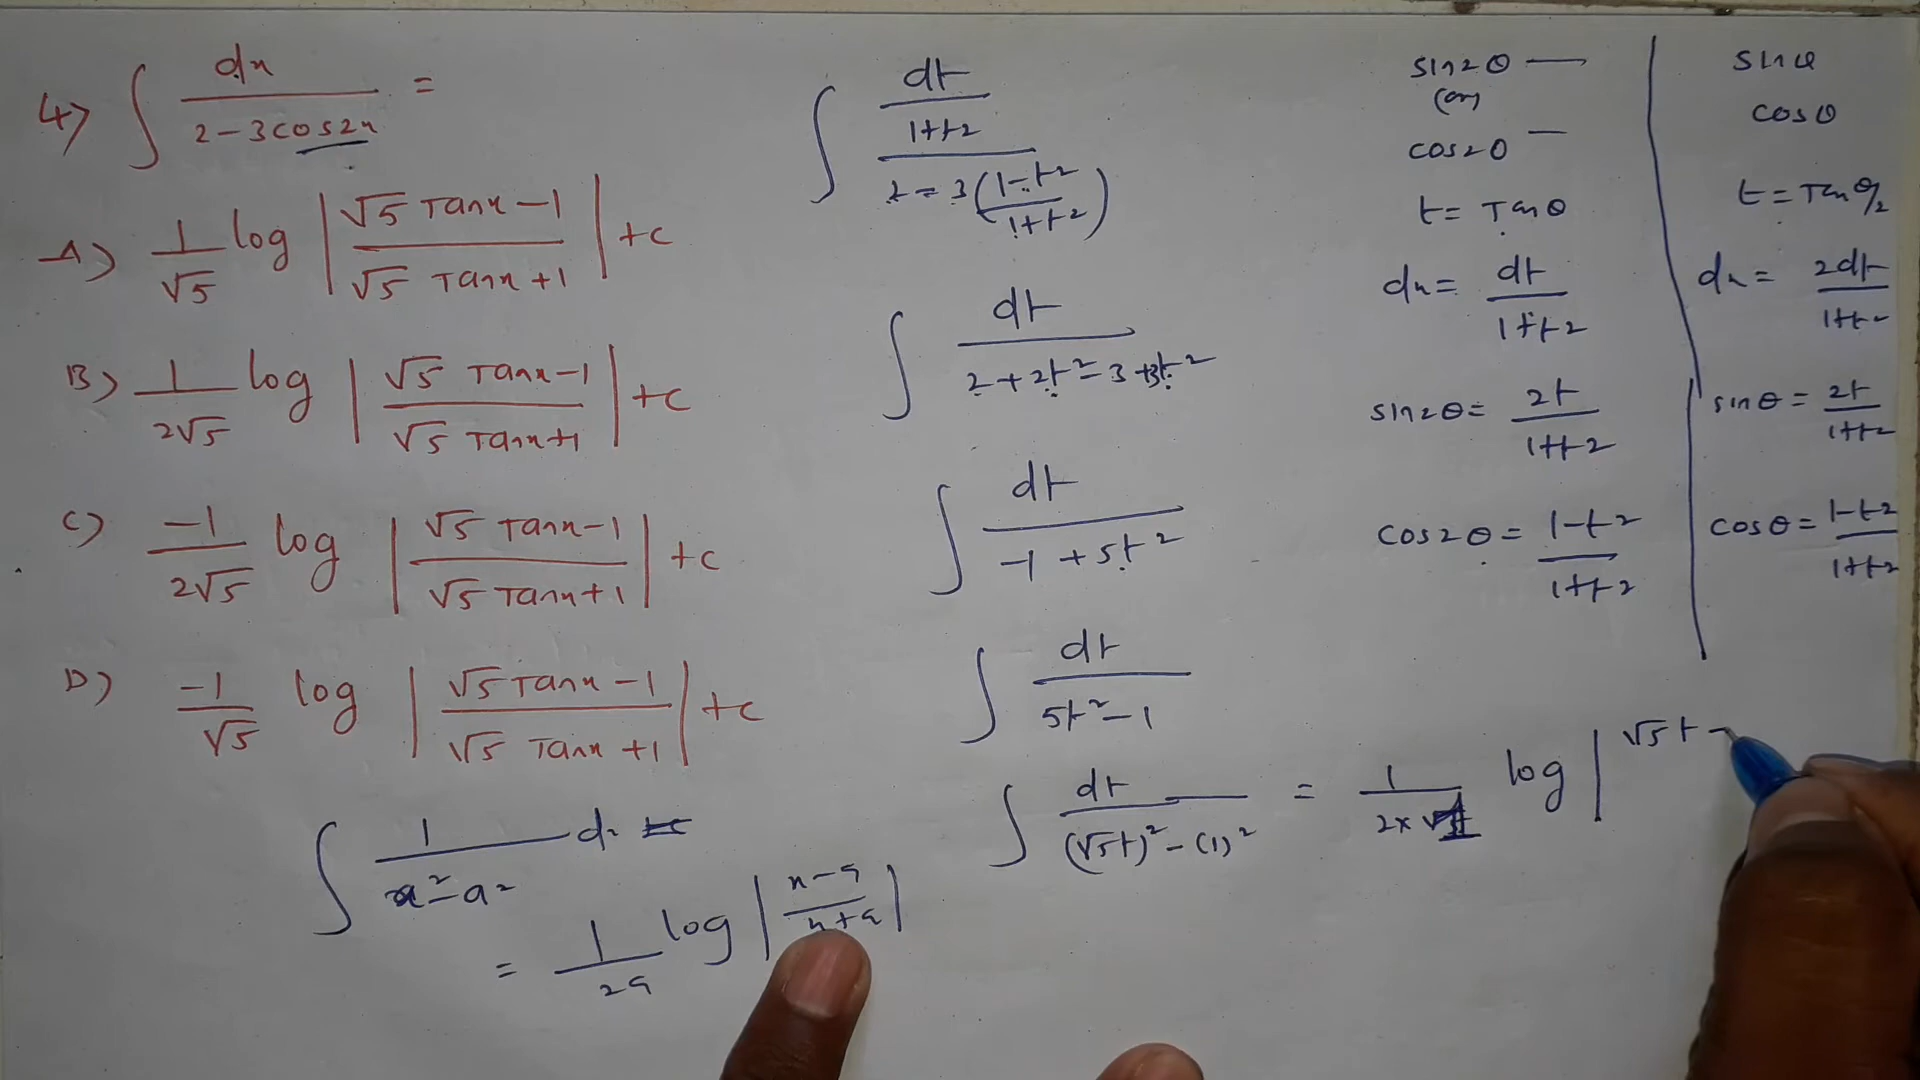 4) ∫ dx / (2 - 3cos2x) =
A) 1/√5 log | (√5 Tanx - 1) / (√5 Tanx + 1) | + c
B) 1/2√5 log | (√5 Tanx - 1) / (√5 Tanx + 1) | + c
C) -1/2√5 log | (√5 Tanx - 1) / (√5 Tanx + 1) | + c
D) -1/√5 log | (√5 Tanx - 1) / (√5 Tanx + 1) | + c
∫ 1 / (x² - a²) dx
= 1/2a log | (x - a) / (x + a) |
∫ (dt / (1+t²)) / (2 - 3((1 - t²) / (1+t²)))
∫ dt / (2 + 2t² - 3 + 3t²)
∫ dt / (-1 + 5t²)
∫ dt / (5t² - 1)
∫ dt / ((√5t)² - (1)²) = 1 / 2× log | √5t -
sin2θ
(or)
cos2θ
t = Tanθ
dx = dt / (1+t²)
sin2θ = 2t / (1+t²)
cos2θ = (1 - t²) / (1+t²)
sinθ
cosθ
t = Tan θ/2
dx = 2dt / (1+t²)
sinθ = 2t / (1+t²)
cosθ = (1 - t²) / (1+t²)